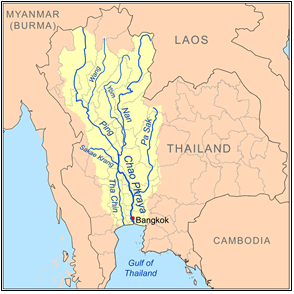 MYANMAR
(BURMA)
LAOS
Wang
Yom
Nan
Ping
Pa Sak
THAILAND
Sakae Krang
Chao Phraya
Tha Chin
Bangkok
CAMBODIA
Gulf of
Thailand